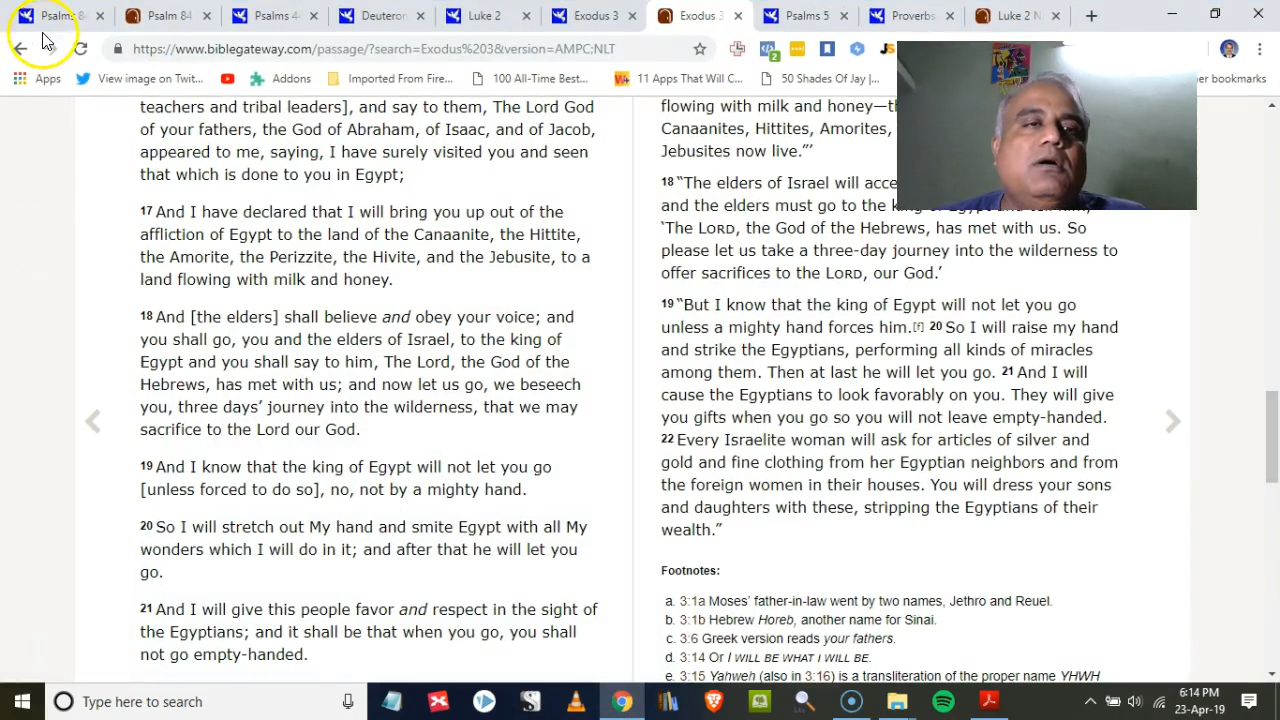 Psalms 8
Psalm 84
Psalms 4
Deuteron
Luke 2
Exodus 3
Exodus 3
Psalms 5
Proverbs
Luke 2 N
https://www.biblegateway.com/passage/?search=Exodus%203&version=AMPC;NLT
2
JS
Apps
View image on Twit...
Addons
Imported From Fire...
100 All-Time Best...
11 Apps That Will C...
50 Shades Of Jay |...
her bookmarks
teachers and tribal leaders], and say to them, The Lord God
of your fathers, the God of Abraham, of Isaac, and of Jacob,
appeared to me, saying, I have surely visited you and seen
that which is done to you in Egypt;
17 And I have declared that I will bring you up out of the
affliction of Egypt to the land of the Canaanite, the Hittite,
the Amorite, the Perizzite, the Hivite, and the Jebusite, to a
land flowing with milk and honey.
18 And [the elders] shall believe and obey your voice; and
you shall go, you and the elders of Israel, to the king of
Egypt and you shall say to him, The Lord, the God of the
Hebrews, has met with us; and now let us go, we beseech
you, three days’ journey into the wilderness, that we may
sacrifice to the Lord our God.
19 And I know that the king of Egypt will not let you go
[unless forced to do so], no, not by a mighty hand.
20 So I will stretch out My hand and smite Egypt with all My
wonders which I will do in it; and after that he will let you
go.
21 And I will give this people favor and respect in the sight of
the Egyptians; and it shall be that when you go, you shall
not go empty-handed.
flowing with milk and honey—th
Canaanites, Hittites, Amorites,
Jebusites now live.”’
18 “The elders of Israel will acce
and the elders must go to the king of Egypt and tell him,
‘The LORD, the God of the Hebrews, has met with us. So
please let us take a three-day journey into the wilderness to
offer sacrifices to the LORD, our God.’
19 “But I know that the king of Egypt will not let you go
unless a mighty hand forces him.[f] 20 So I will raise my hand
and strike the Egyptians, performing all kinds of miracles
among them. Then at last he will let you go. 21 And I will
cause the Egyptians to look favorably on you. They will give
you gifts when you go so you will not leave empty-handed.
22 Every Israelite woman will ask for articles of silver and
gold and fine clothing from her Egyptian neighbors and from
the foreign women in their houses. You will dress your sons
and daughters with these, stripping the Egyptians of their
wealth.”
Footnotes:
a. 3:1a Moses’ father-in-law went by two names, Jethro and Reuel.
b. 3:1b Hebrew Horeb, another name for Sinai.
c. 3:6 Greek version reads your fathers.
d. 3:14 Or I WILL BE WHAT I WILL BE.
e. 3:15 Yahweh (also in 3:16) is a transliteration of the proper name YHWH
Type here to search
6:14 PM
23-Apr-19